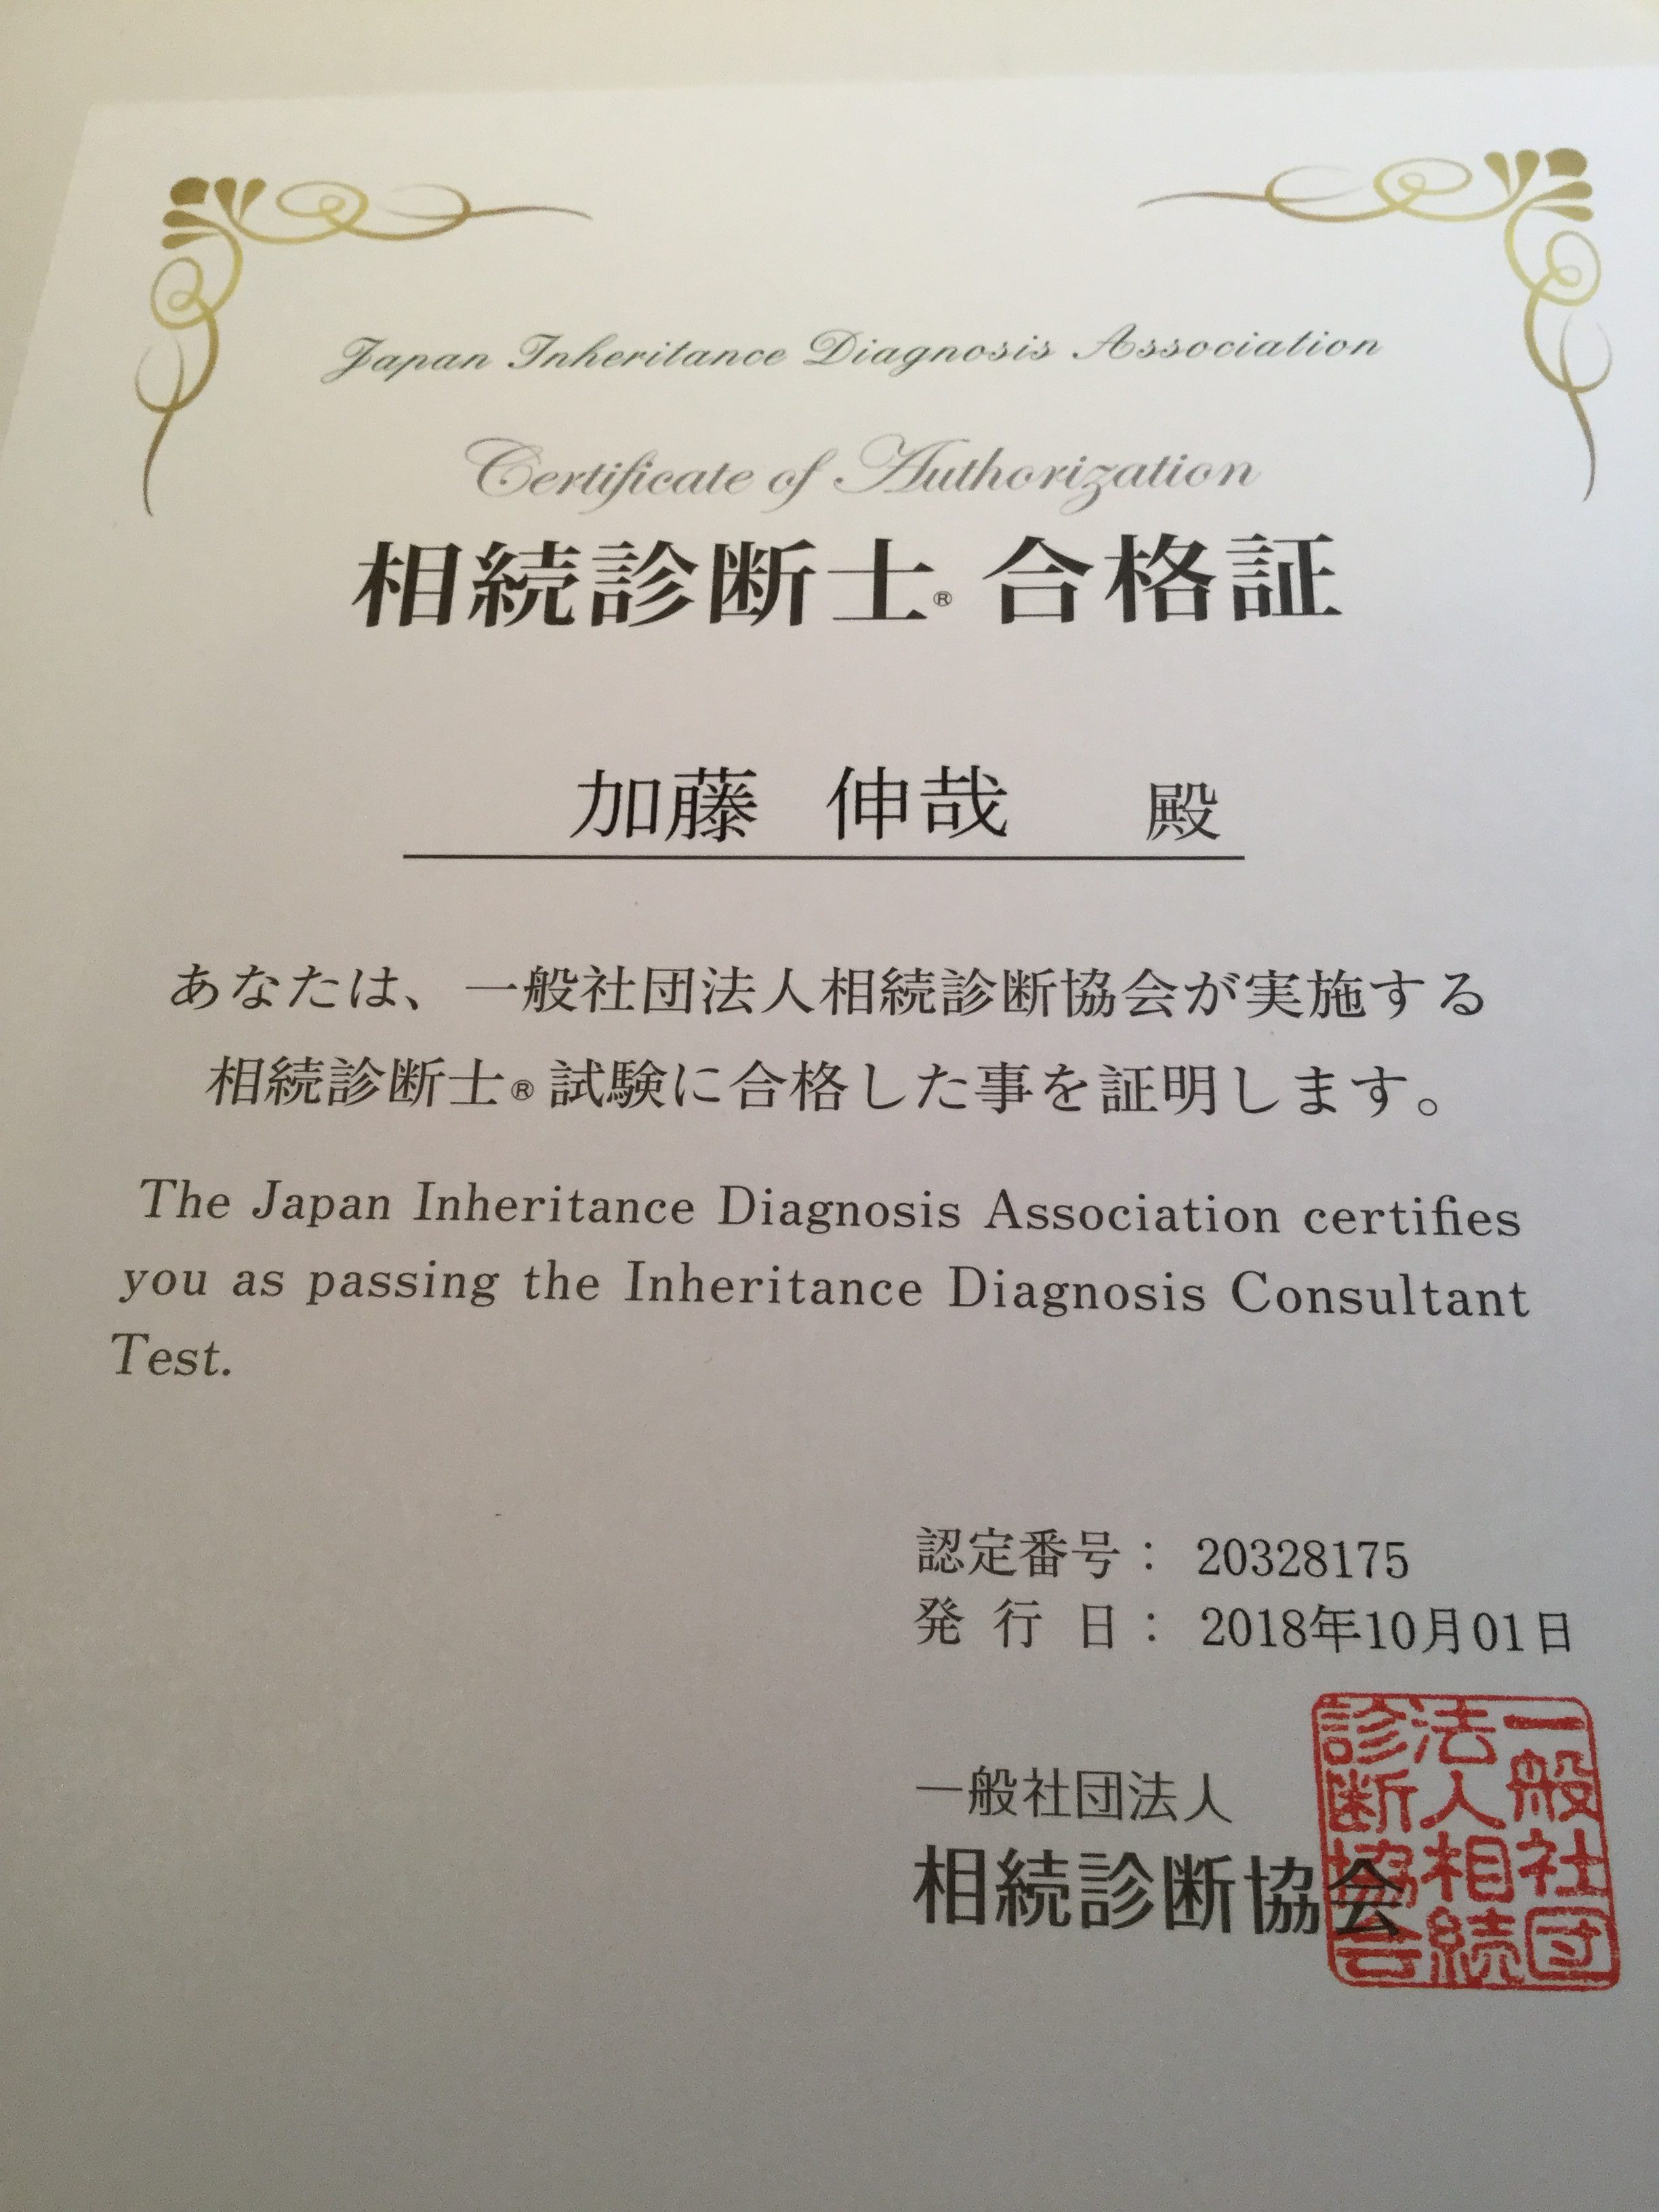 Japan Inheritance Diagnosis Association
Certificate of Authorization
相続診断士® 合格証
加藤 伸哉 殿
あなたは、一般社団法人相続診断協会が実施する
相続診断士®試験に合格した事を証明します。
The Japan Inheritance Diagnosis Association certifies
you as passing the Inheritance Diagnosis Consultant
Test.
認定番号： 20328175
発行日： 2018年10月01日
一般社団法人
相続診断協会
一般社団
法人相続
診断協会